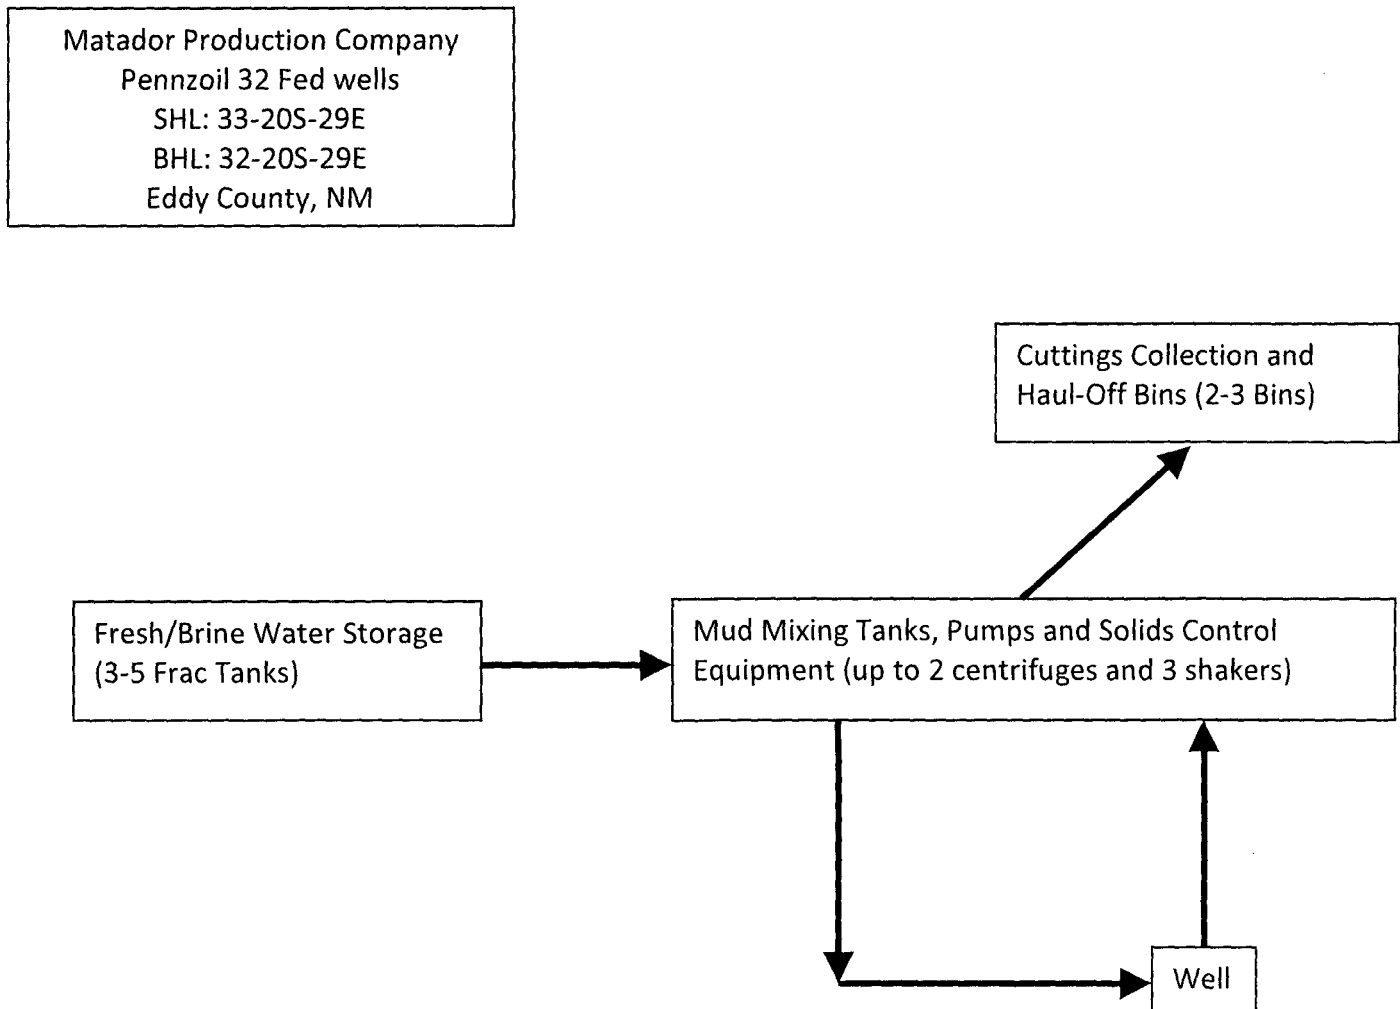 Matador Production Company
Pennzoil 32 Fed wells
SHL: 33-20S-29E
BHL: 32-20S-29E
Eddy County, NM
Cuttings Collection and
Haul-Off Bins (2-3 Bins)
Fresh/Brine Water Storage
(3-5 Frac Tanks)
Mud Mixing Tanks, Pumps and Solids Control
Equipment (up to 2 centrifuges and 3 shakers)
Well